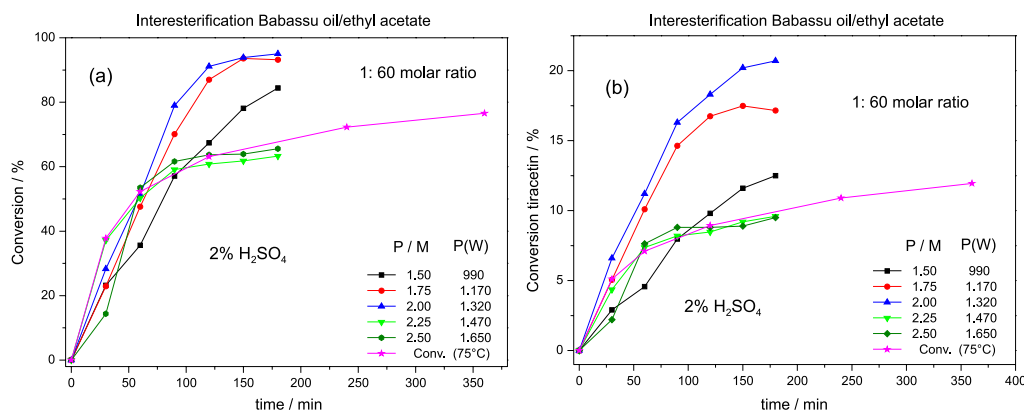 Interesterification Babassu oil/ethyl acetate
100
80
60
40
20
0
Conversion / %
(a)
1: 60 molar ratio
2% H₂SO₄
P / M P(W)
1.50 990
1.75 1.170
2.00 1.320
2.25 1.470
2.50 1.650
Conv. (75°C)
0 50 100 150 200 250 300 350
time / min
Interesterification Babassu oil/ethyl acetate
20
15
10
5
0
Conversion tiracetin / %
(b)
1: 60 molar ratio
2% H₂SO₄
P / M P(W)
1.50 990
1.75 1.170
2.00 1.320
2.25 1.470
2.50 1.650
Conv. (75°C)
0 50 100 150 200 250 300 350 400
time / min